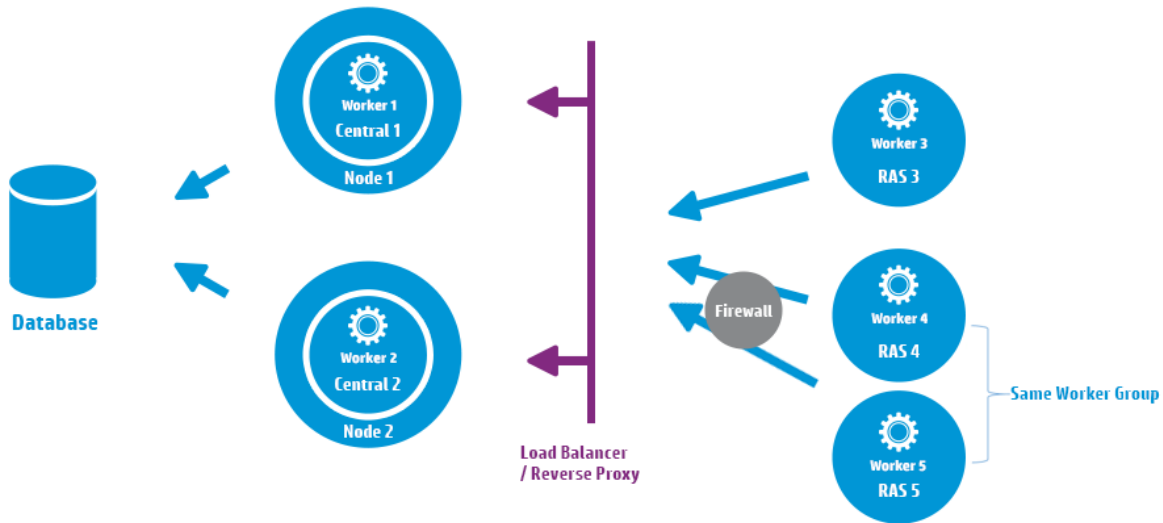 Worker 1
Central 1
Node 1
Database
Worker 2
Central 2
Node 2
Load Balancer
/ Reverse Proxy
Worker 3
RAS 3
Firewall
Worker 4
RAS 4
Same Worker Group
Worker 5
RAS 5